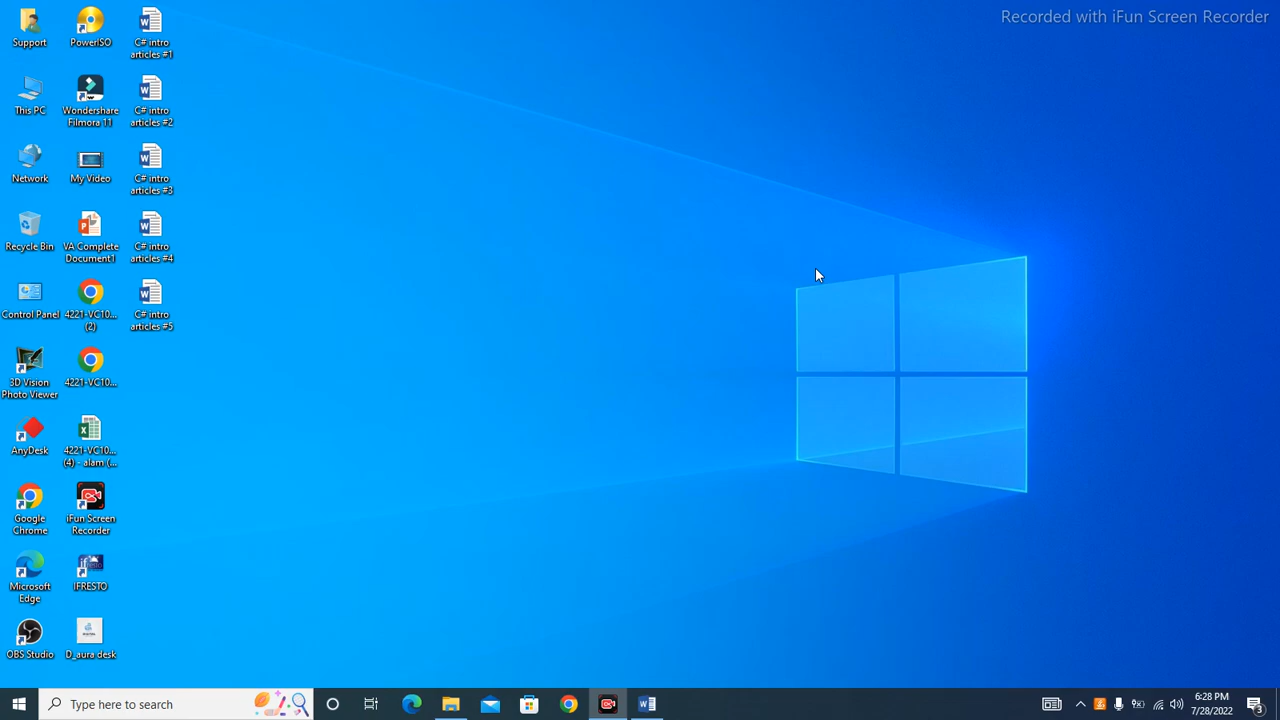 Recorded with iFun Screen Recorder
Support
PowerISO
C# intro
articles #1
This PC
Wondershare
Filmora 11
C# intro
articles #2
Network
My Video
C# intro
articles #3
Recycle Bin
VA Complete
Document1
C# intro
articles #4
Control Panel
4221-VC10...
(2)
C# intro
articles #5
3D Vision
Photo Viewer
4221-VC10...
AnyDesk
4221-VC10...
(4) - alam (...
Google
Chrome
iFun Screen
Recorder
Microsoft
Edge
IFRESTO
OBS Studio
D_aura desk
Type here to search
6:28 PM
7/28/2022
3